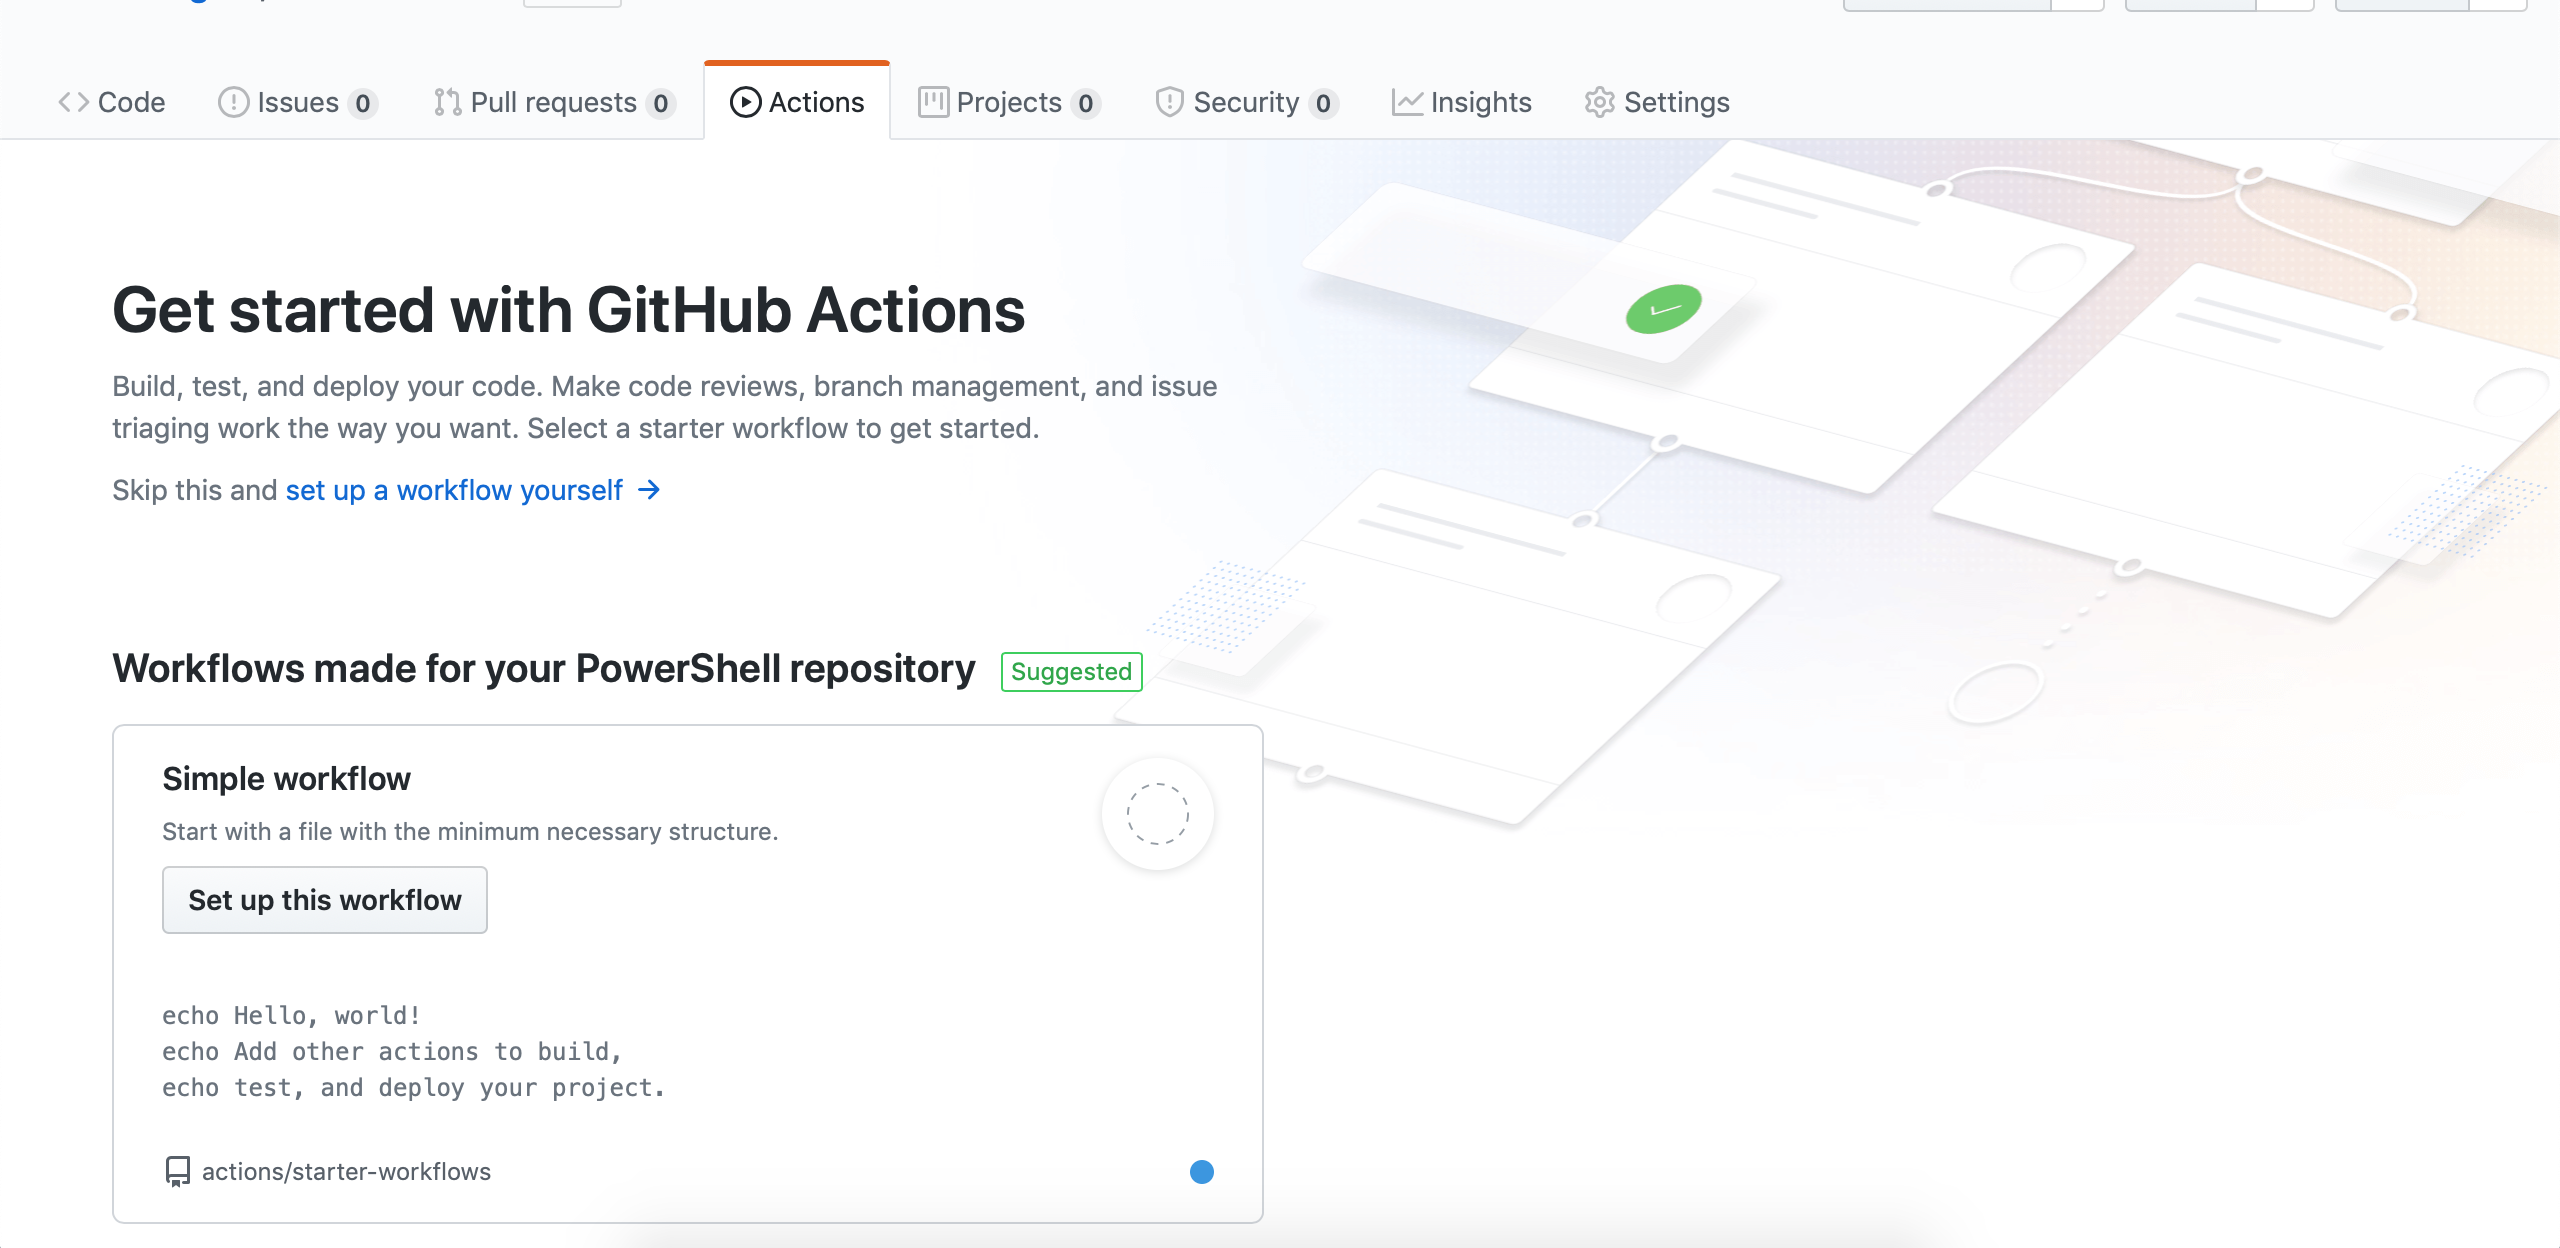 Code Issues 0 Pull requests 0 Actions Projects 0 Security 0 Insights Settings
Get started with GitHub Actions
Build, test, and deploy your code. Make code reviews, branch management, and issue
triaging work the way you want. Select a starter workflow to get started.
Skip this and set up a workflow yourself →
Workflows made for your PowerShell repository Suggested
Simple workflow
Start with a file with the minimum necessary structure.
Set up this workflow
echo Hello, world!
echo Add other actions to build,
echo test, and deploy your project.
actions/starter-workflows